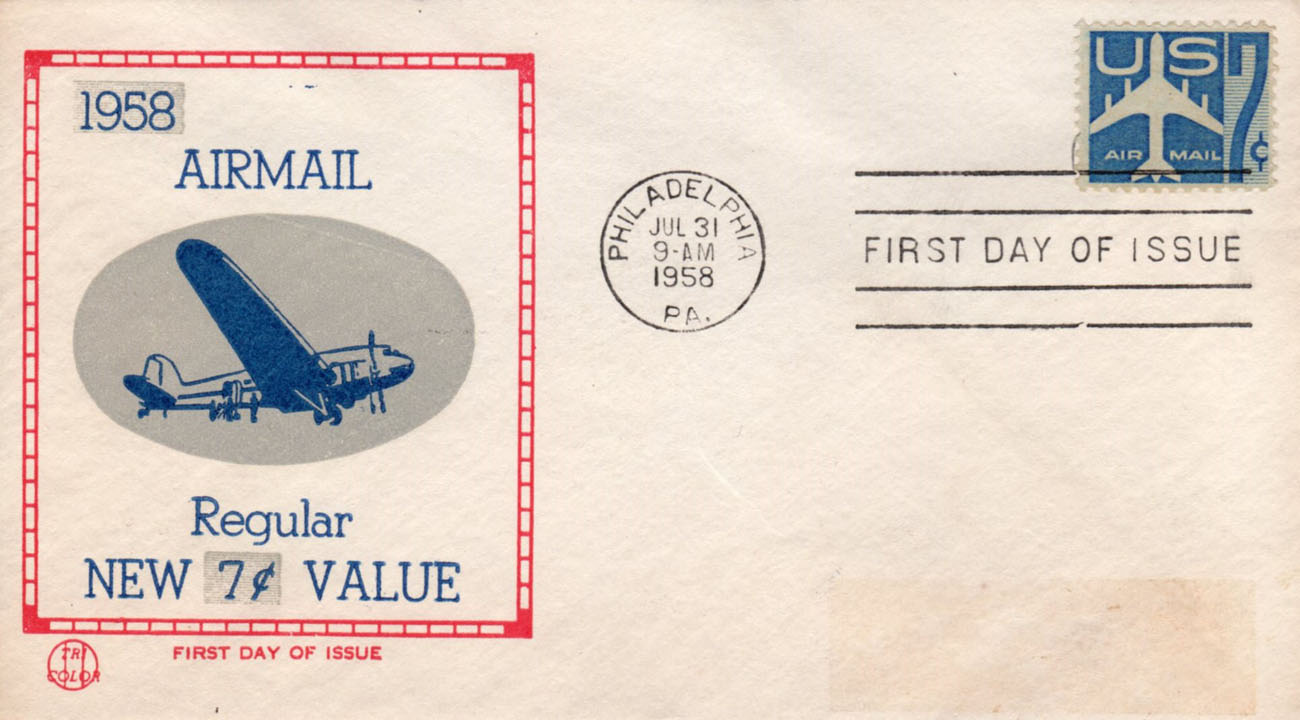 1958
AIRMAIL
Regular
NEW 7¢ VALUE
TRI
COLOR
FIRST DAY OF ISSUE
PHILADELPHIA
JUL 31
9-AM
1958
PA.
US 7¢
AIR MAIL
FIRST DAY OF ISSUE